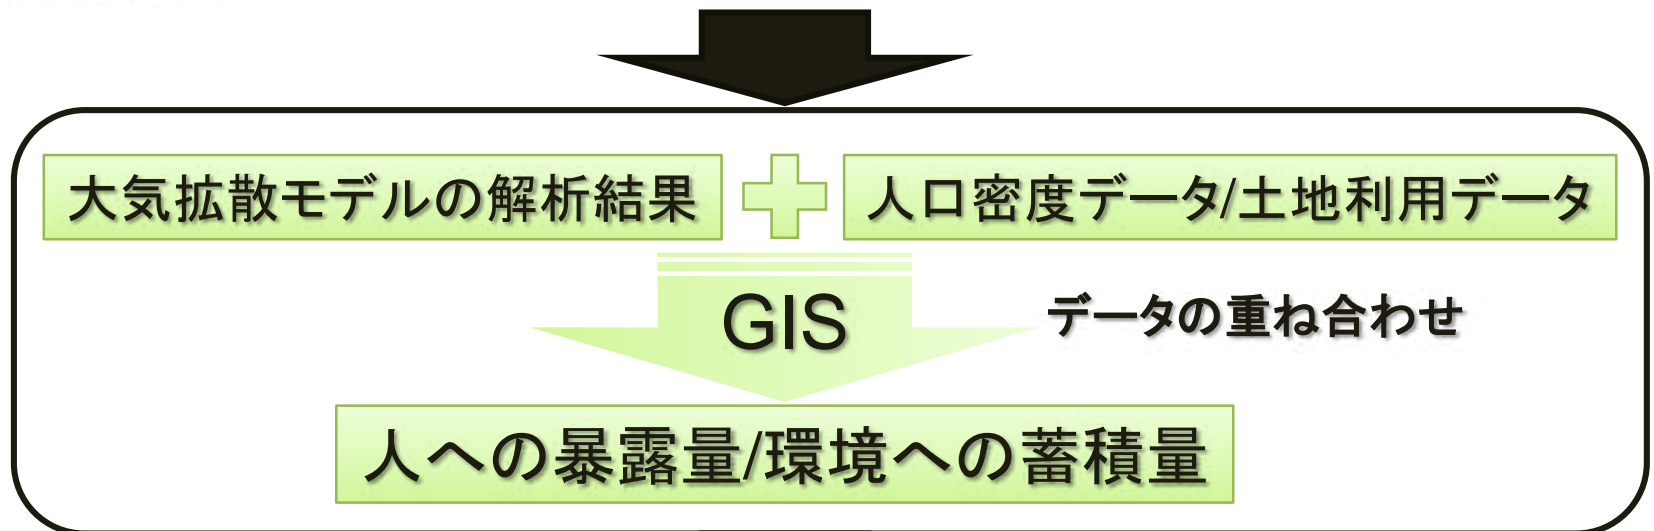 大気拡散モデルの解析結果
人口密度データ/土地利用データ
GIS
データの重ね合わせ
人への暴露量/環境への蓄積量